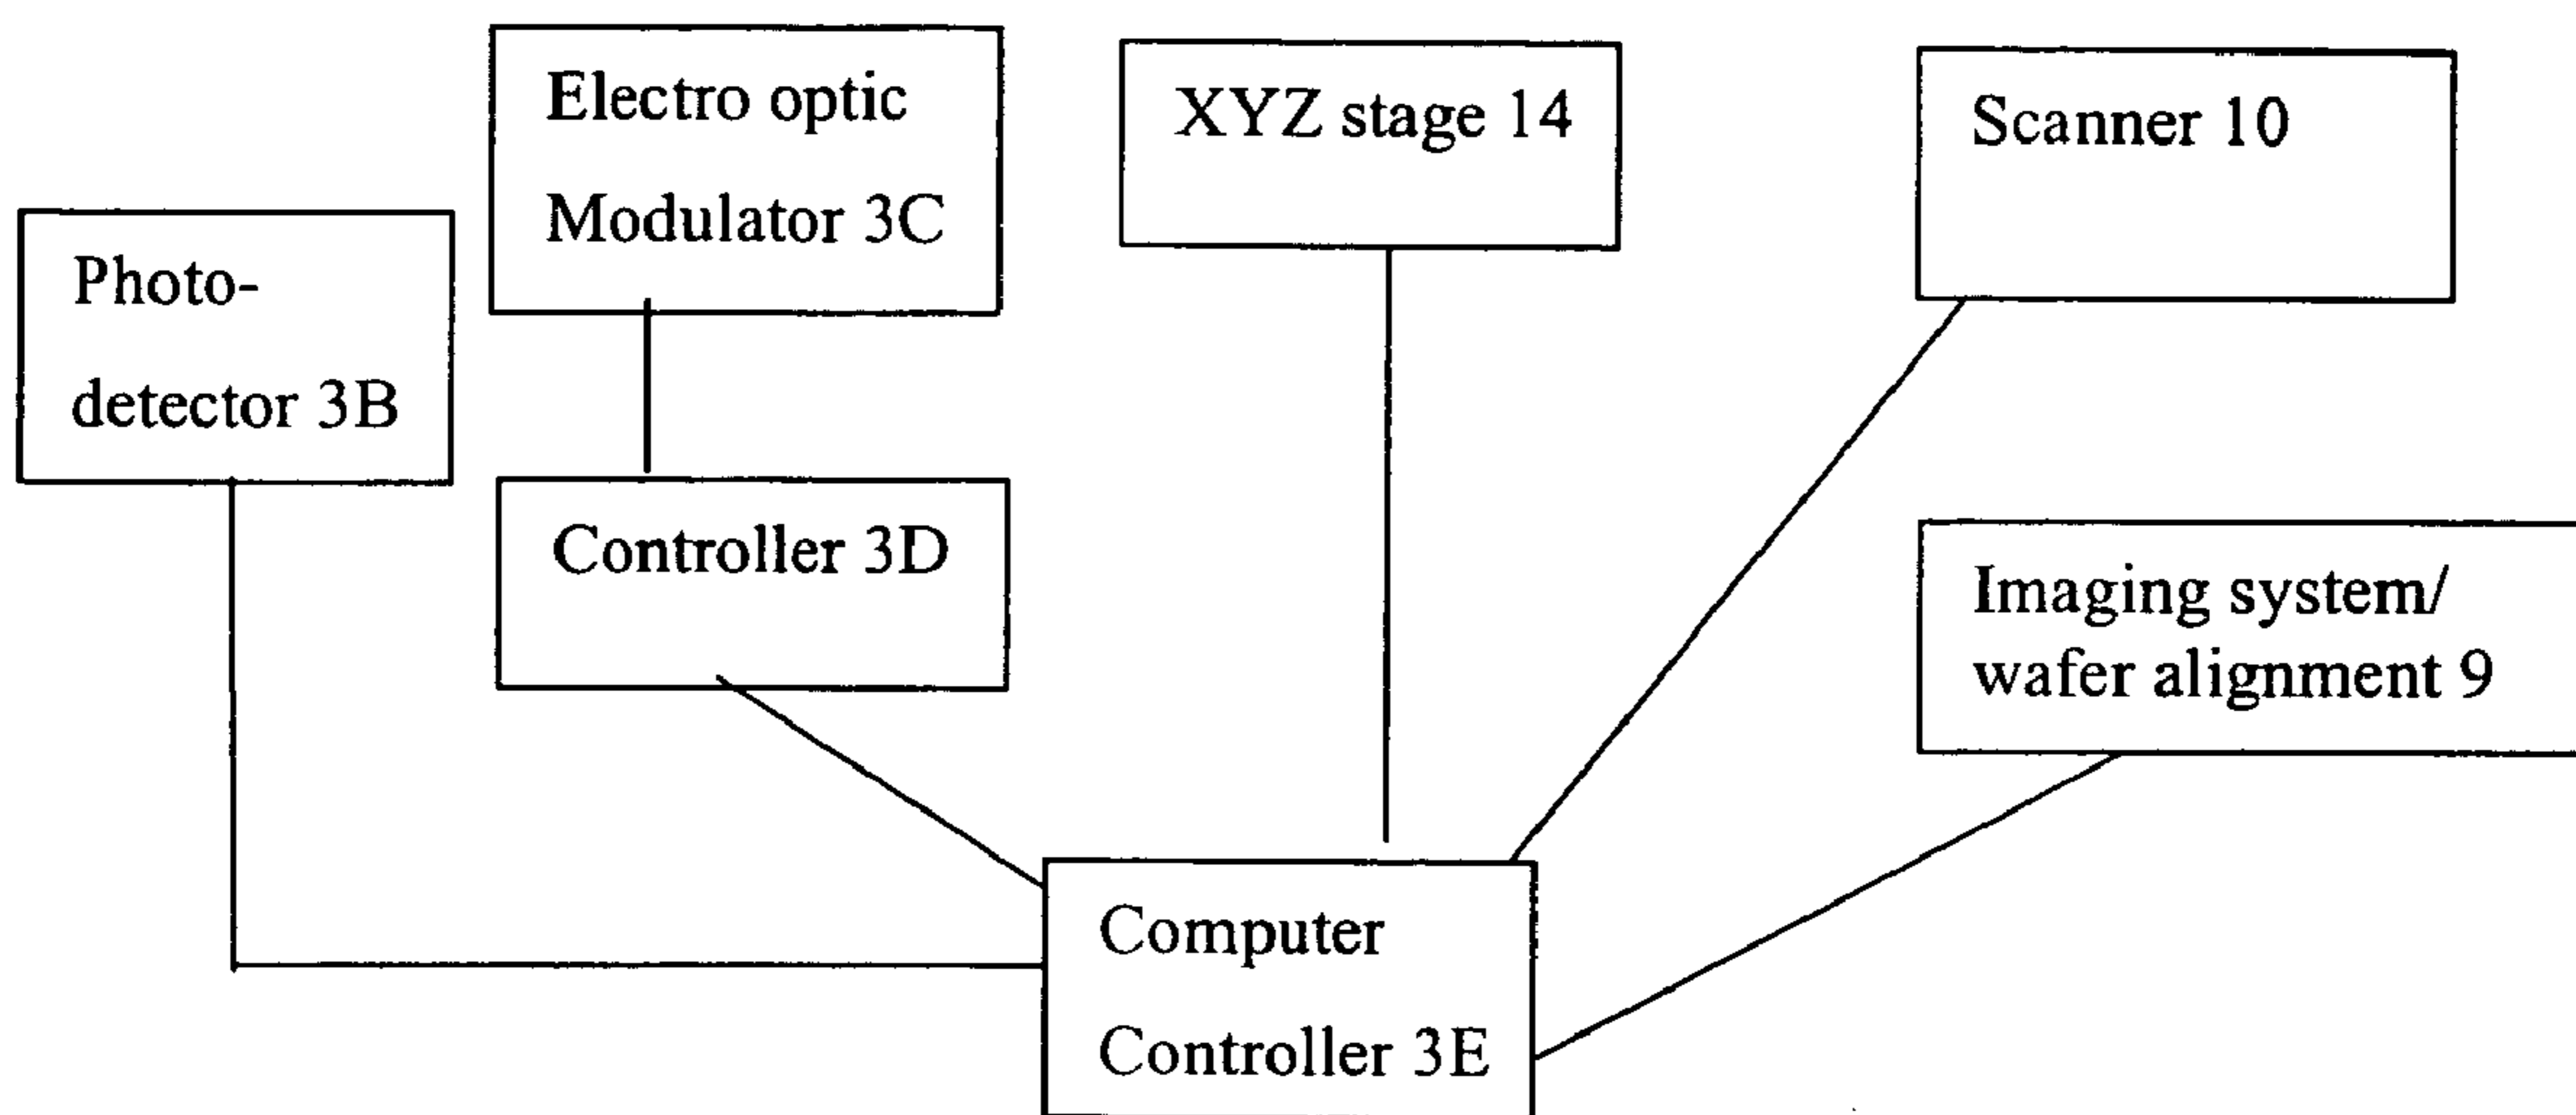 Electro optic
Modulator 3C
XYZ stage 14
Scanner 10
Photo-
detector 3B
Controller 3D
Imaging system/
wafer alignment 9
Computer
Controller 3E